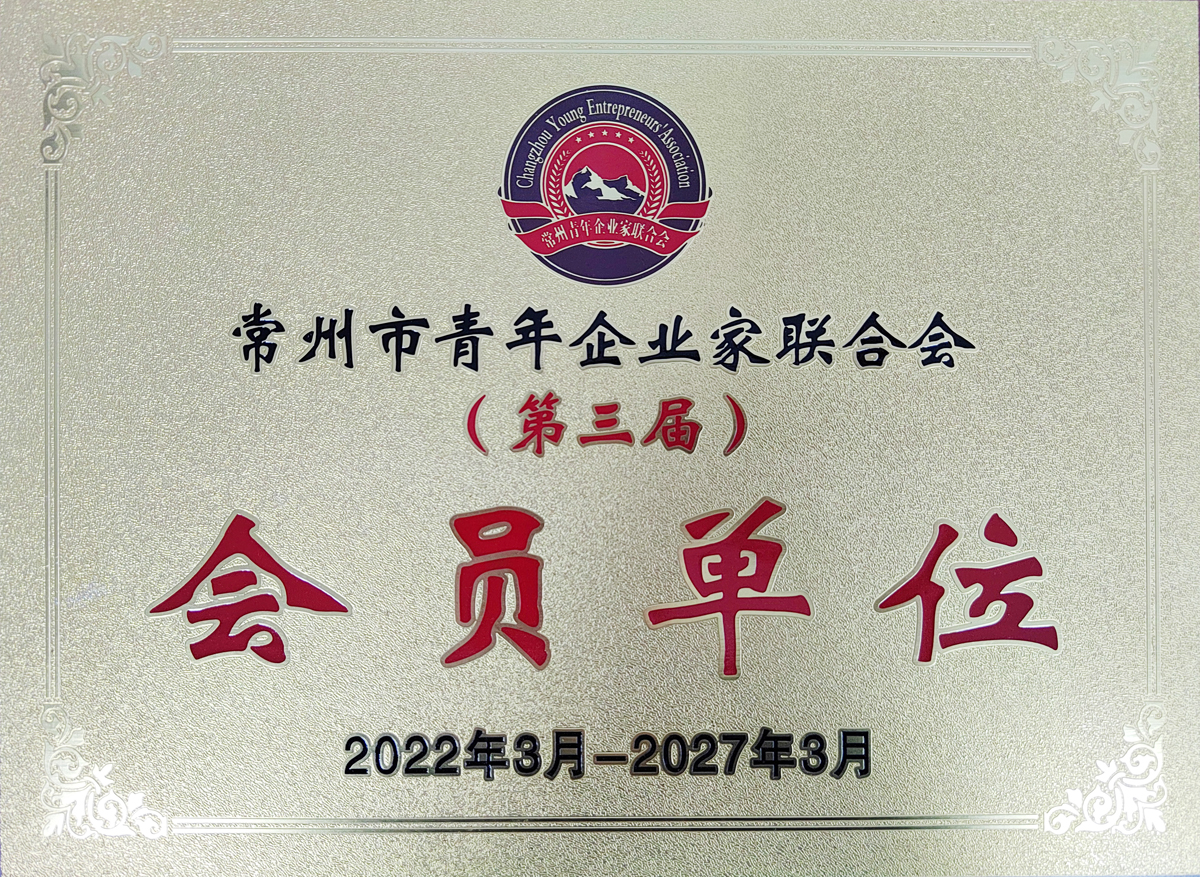 Changzhou Young Entrepreneurs' Association
常州青年企业家联合会
常州市青年企业家联合会
（第三届）
会员单位
2022年3月-2027年3月